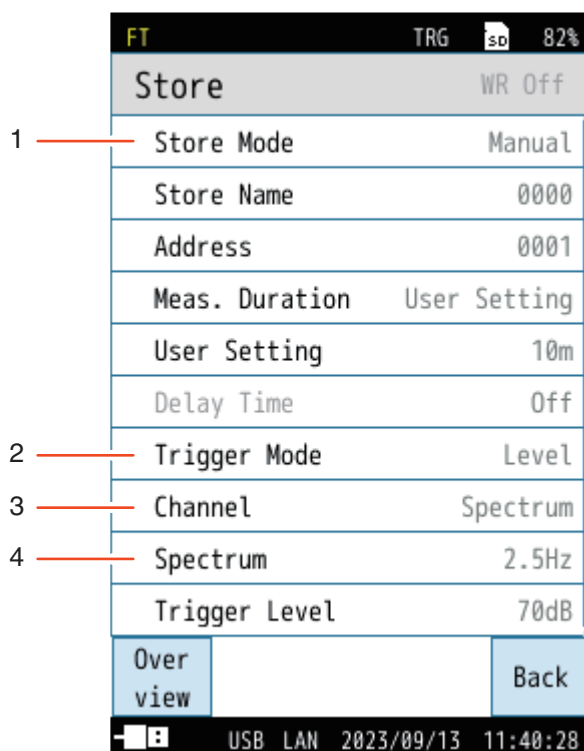 FT TRG SD 82%
Store WR Off
1 Store Mode Manual
Store Name 0000
Address 0001
Meas. Duration User Setting
User Setting 10m
Delay Time Off
2 Trigger Mode Level
3 Channel Spectrum
4 Spectrum 2.5Hz
Trigger Level 70dB
Over
view
Back
USB LAN 2023/09/13 11:40:28